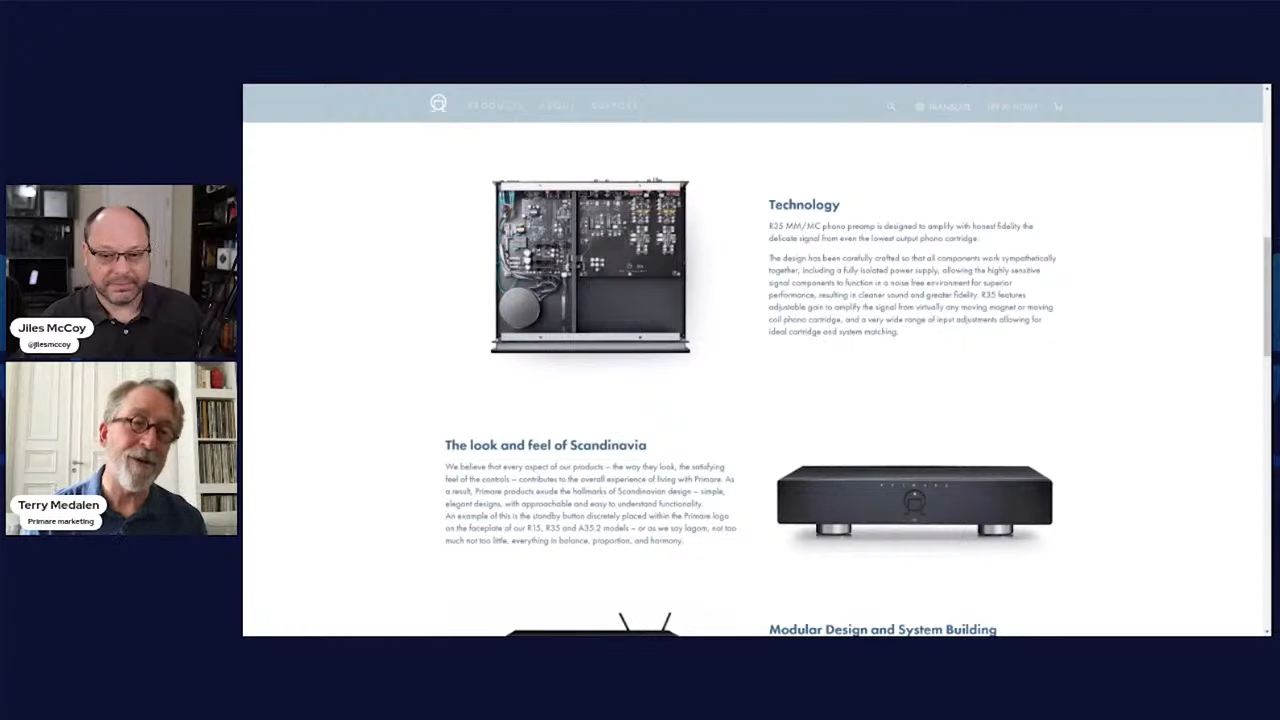 PRODUCTS ABOUT SUPPORT
TRANSLATE
Technology
R35 MM/MC phono preamp is designed to amplify with honest fidelity the
delicate signal from even the lowest output phono cartridge.
The design has been carefully crafted so that all components work sympathetically
together, including a fully isolated power supply, allowing the highly sensitive
signal components to function in a noise free environment for superior
performance, resulting in cleaner sound and greater fidelity. R35 features
adjustable gain to amplify the signal from virtually any moving magnet or moving
coil phono cartridge, and a very wide range of input adjustments allowing for
ideal cartridge and system matching.
Jiles McCoy
@jilesmccoy
The look and feel of Scandinavia
We believe that every aspect of our products – the way they look, the satisfying
feel of the controls – contributes to the overall experience of living with Primare. As
a result, Primare products exude the hallmarks of Scandinavian design – simple,
elegant designs, with approachable and easy to understand functionality.
An example of this is the standby button discretely placed within the Primare logo
on the faceplate of our R15, R35 and A35.2 models – or as we say lagom, not too
much not too little, everything in balance, proportion, and harmony.
PRIMARE
Terry Medalen
Primare marketing
Modular Design and System Building